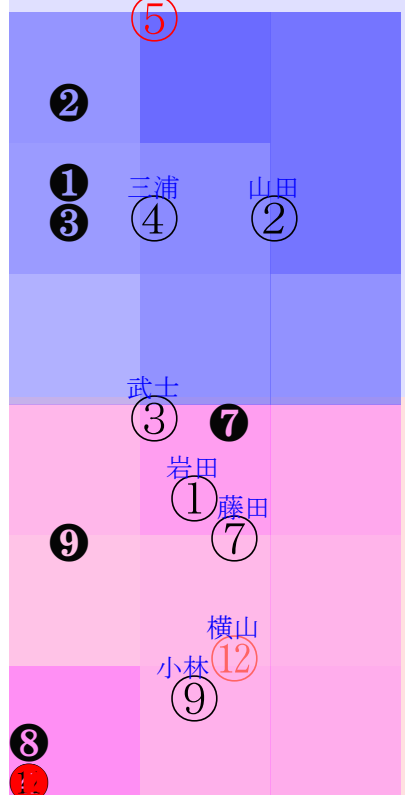 ⑤
❷
❶
三浦 山田
❸ ④ ②
武士
③ ❼
岩田
①
藤田
❾ ⑦
横山
⑫
小林
⑨
❽